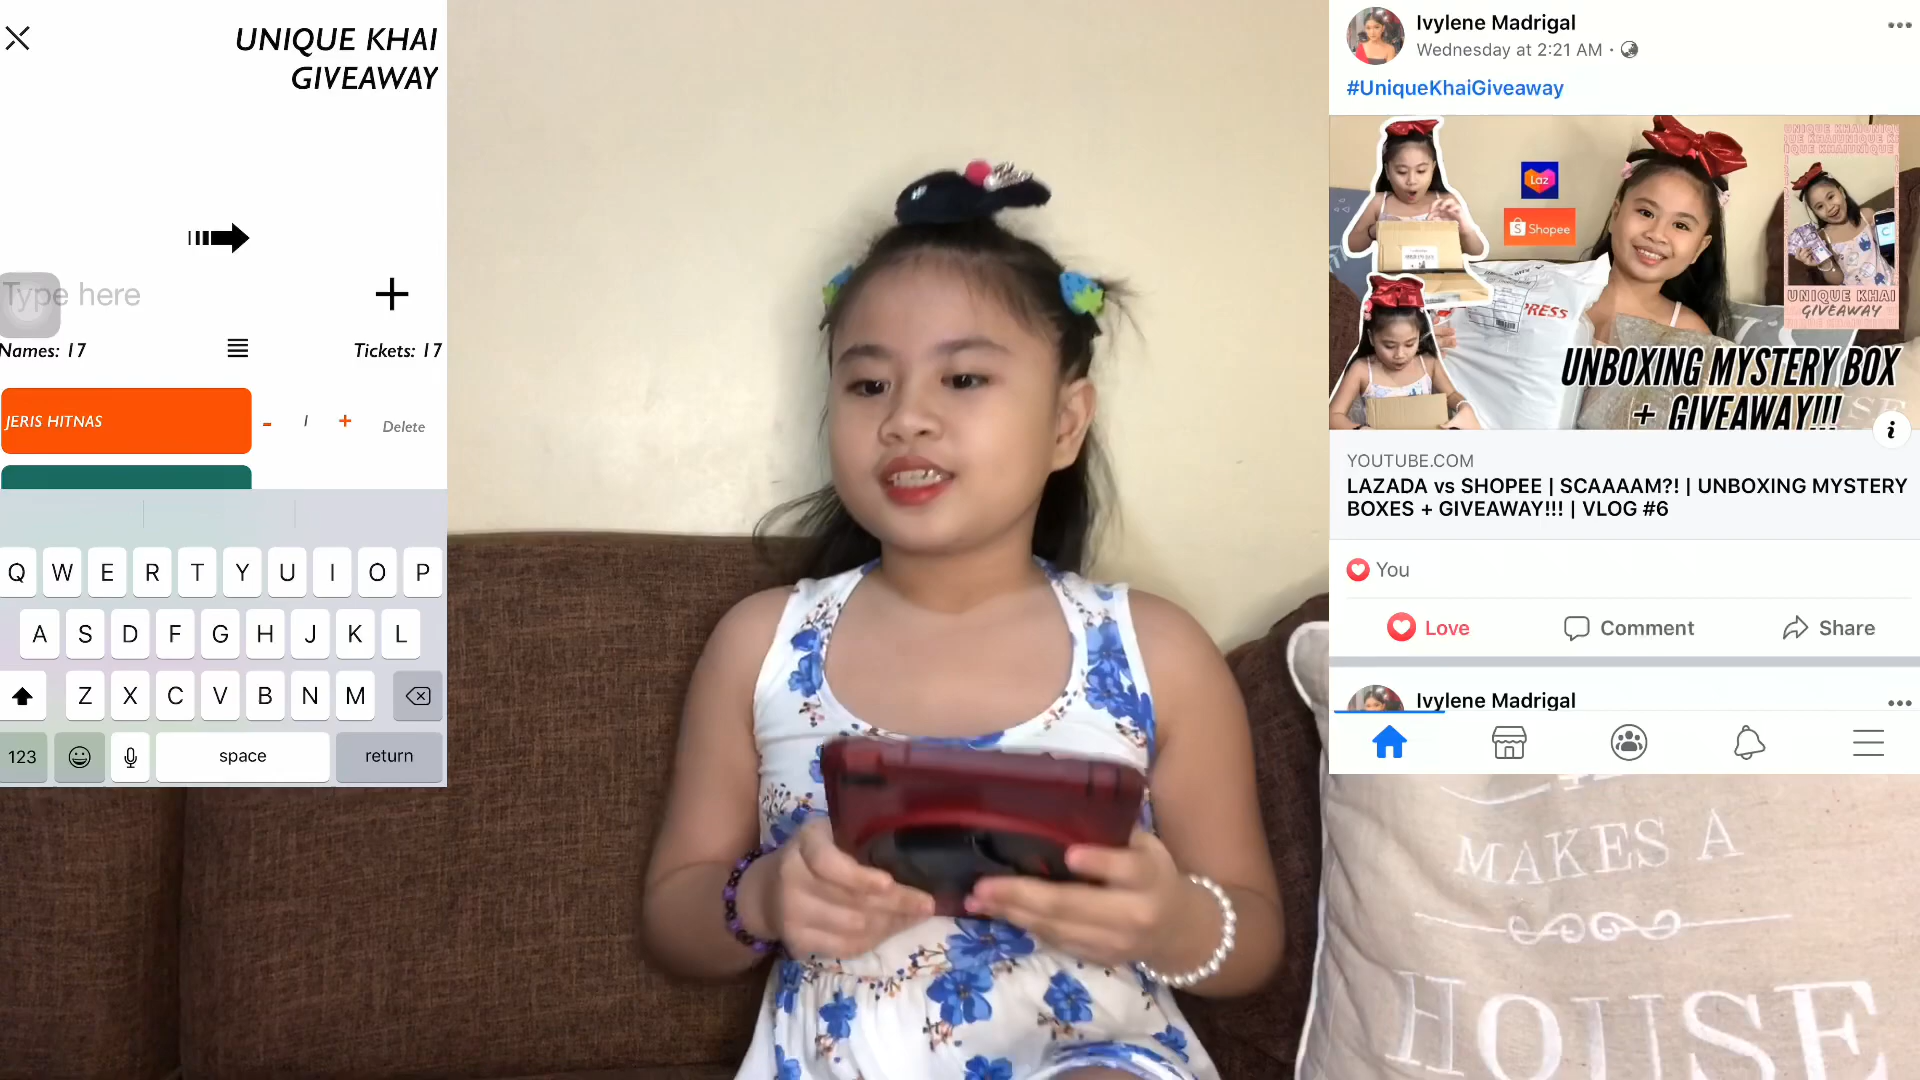 UNIQUE KHAI
GIVEAWAY
Type here
Names: 17
Tickets: 17
JERIS HITNAS
- 1 + Delete
Q W E R T Y U I O P
A S D F G H J K L
Z X C V B N M
123 space return
Ivylene Madrigal
Wednesday at 2:21 AM ·
#UniqueKhaiGiveaway
Laz
Shopee
PRESS
UNIQUE KHAI
GIVEAWAY
UNBOXING MYSTERY BOX
+ GIVEAWAY!!!
YOUTUBE.COM
LAZADA vs SHOPEE | SCAAAAM?! | UNBOXING MYSTERY
BOXES + GIVEAWAY!!! | VLOG #6
You
Love Comment Share
Ivylene Madrigal
MAKES A
HOUSE